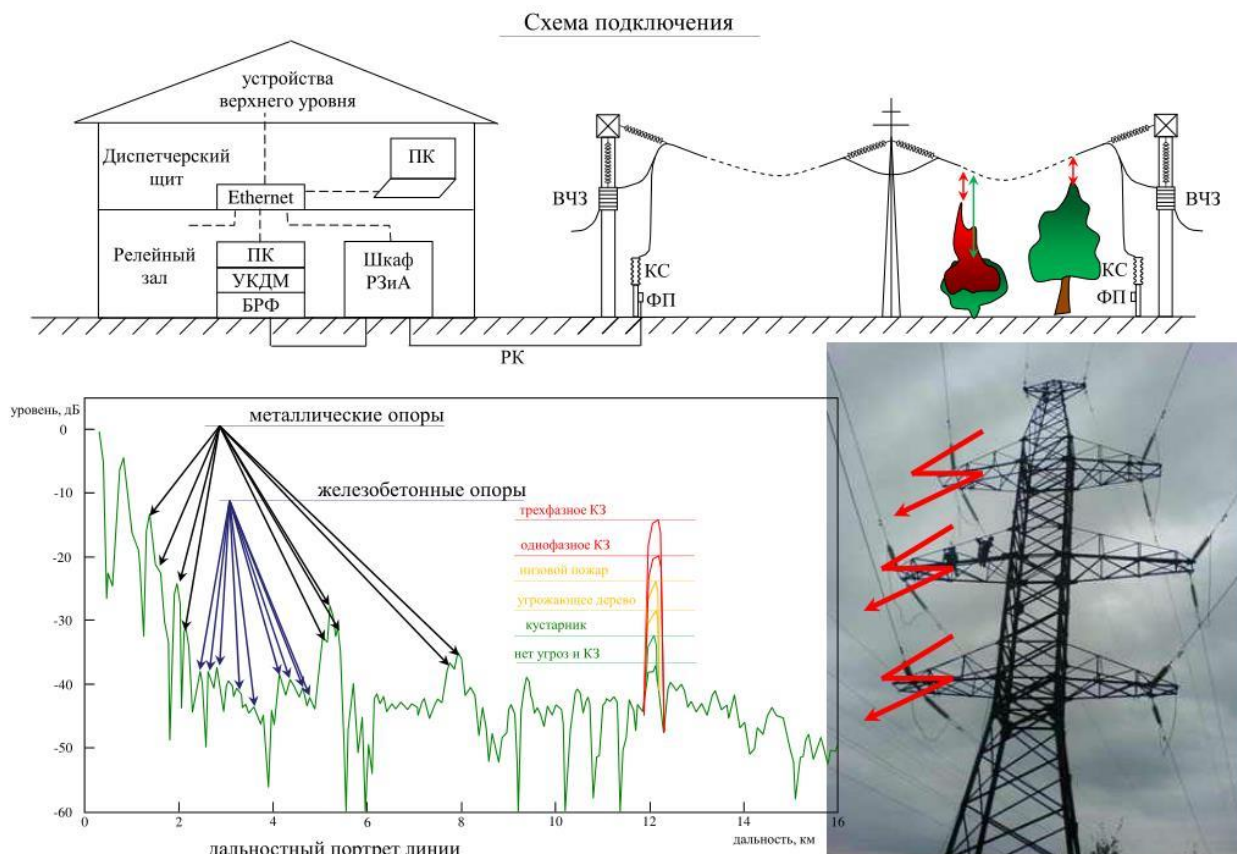 Схема подключения
устройства
верхнего уровня
Диспетчерский
щит
ПК
Ethernet
Релейный
зал
ПК
УКДМ
БРФ
Шкаф
РЗиА
РК
ВЧЗ
КС
ФП
ВЧЗ
КС
ФП
уровень, дБ
металлические опоры
железобетонные опоры
трехфазное КЗ
однофазное КЗ
низовой пожар
угрожающее дерево
кустарник
нет угроз и КЗ
0
-10
-20
-30
-40
-50
-60
0 2 4 6 8 10 12 14 16
дальность, км
дальностный портрет линии